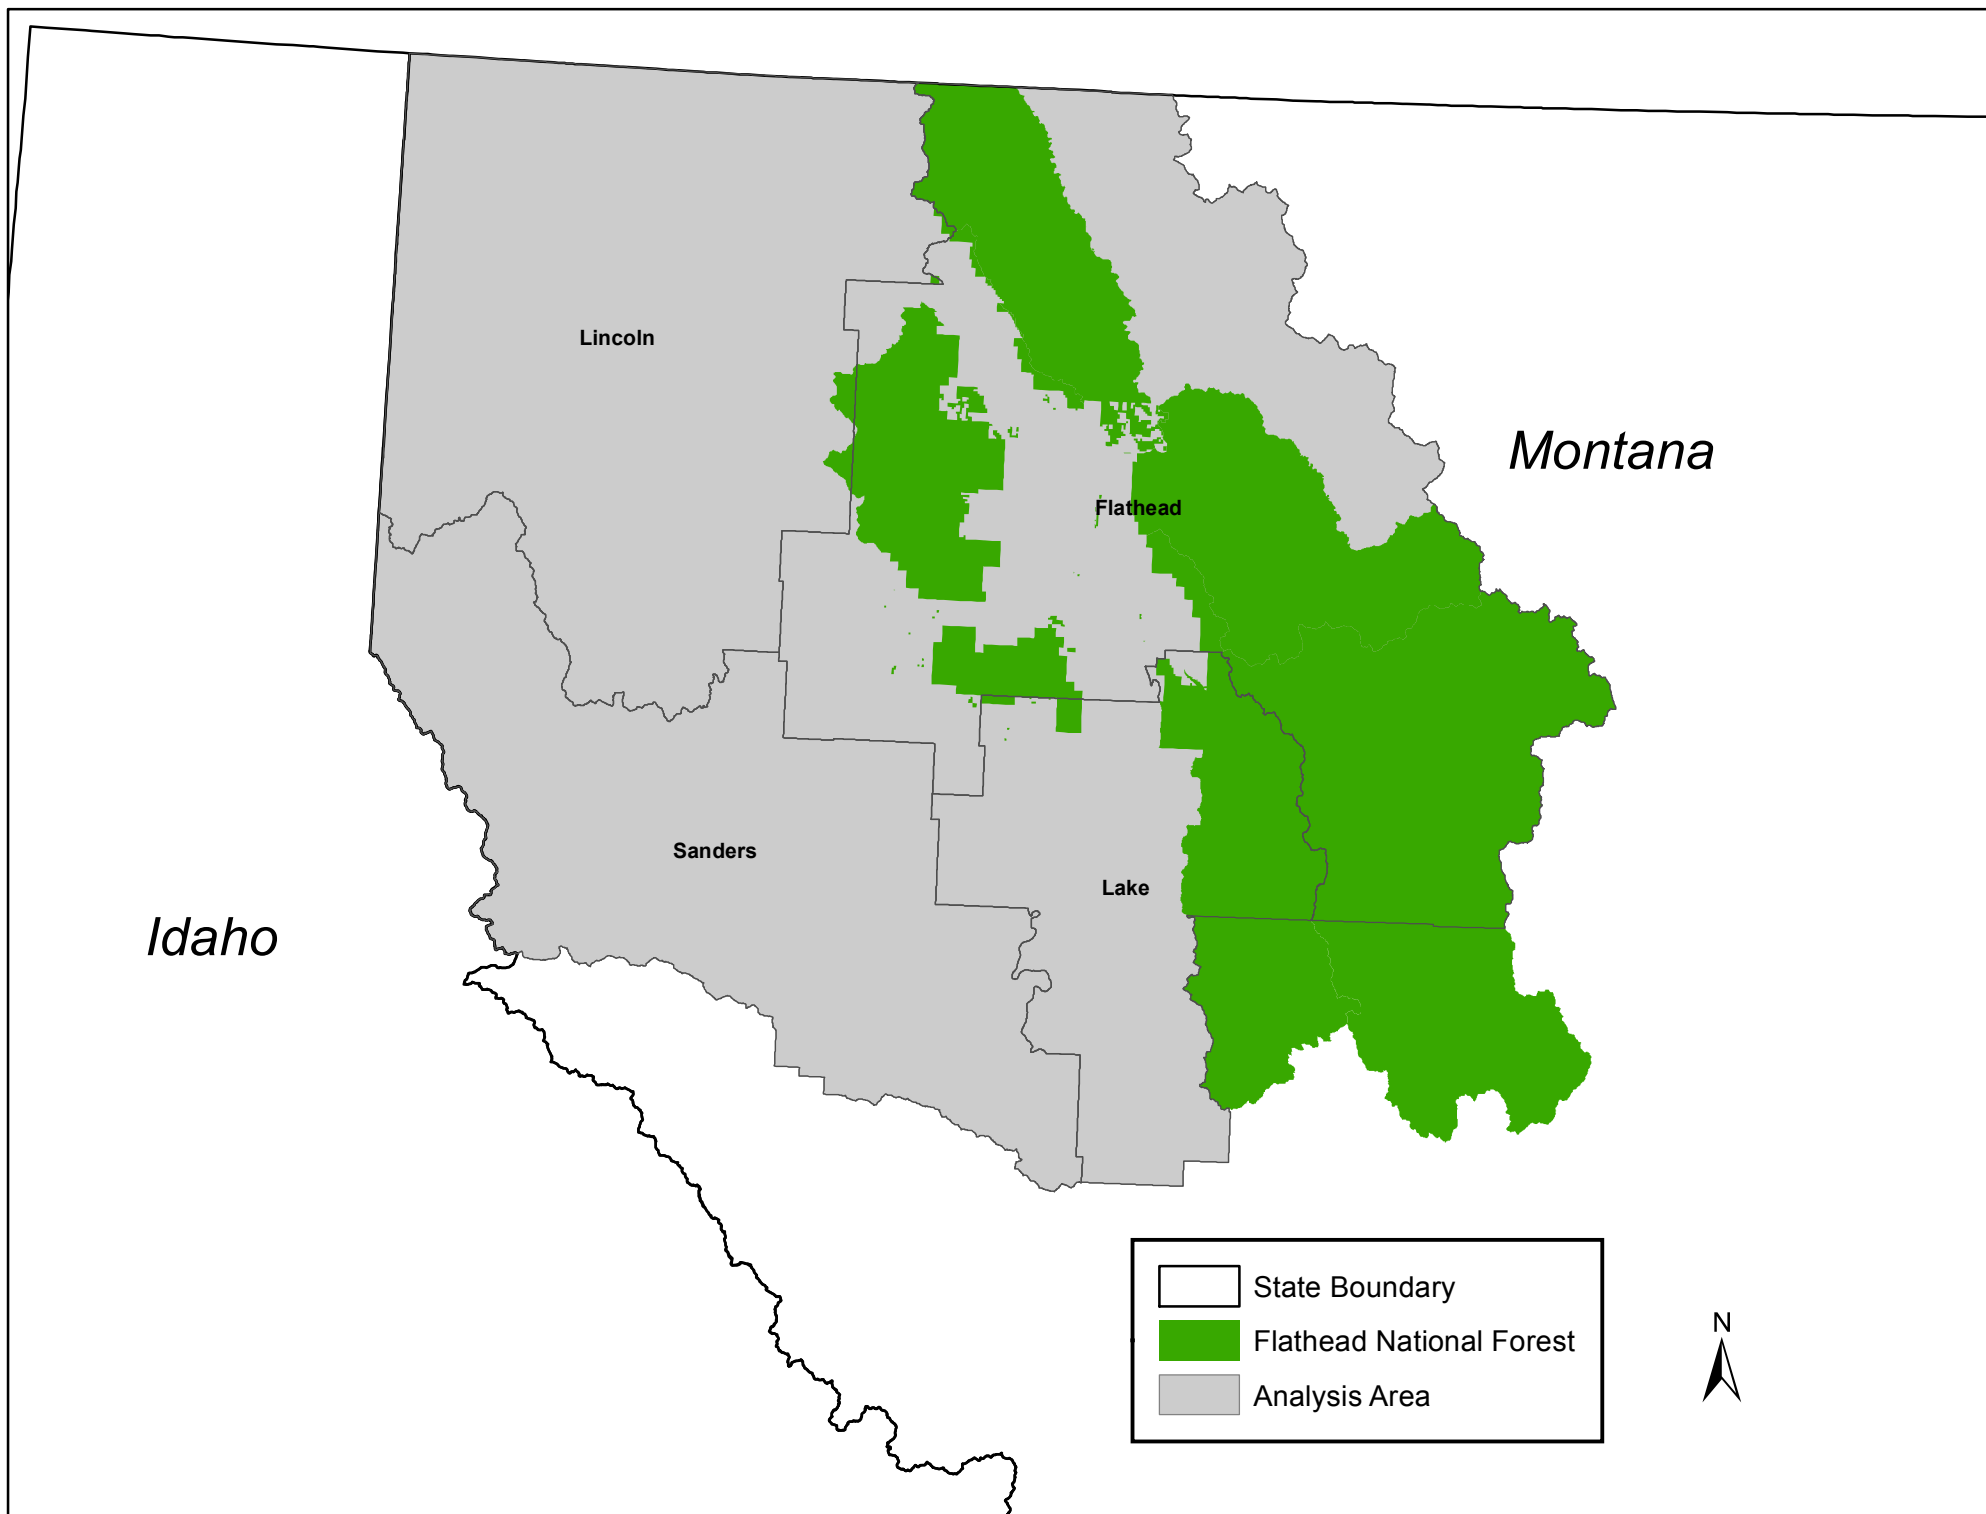 Lincoln
Montana
Flathead
Sanders
Lake
Idaho
State Boundary
Flathead National Forest
Analysis Area
N